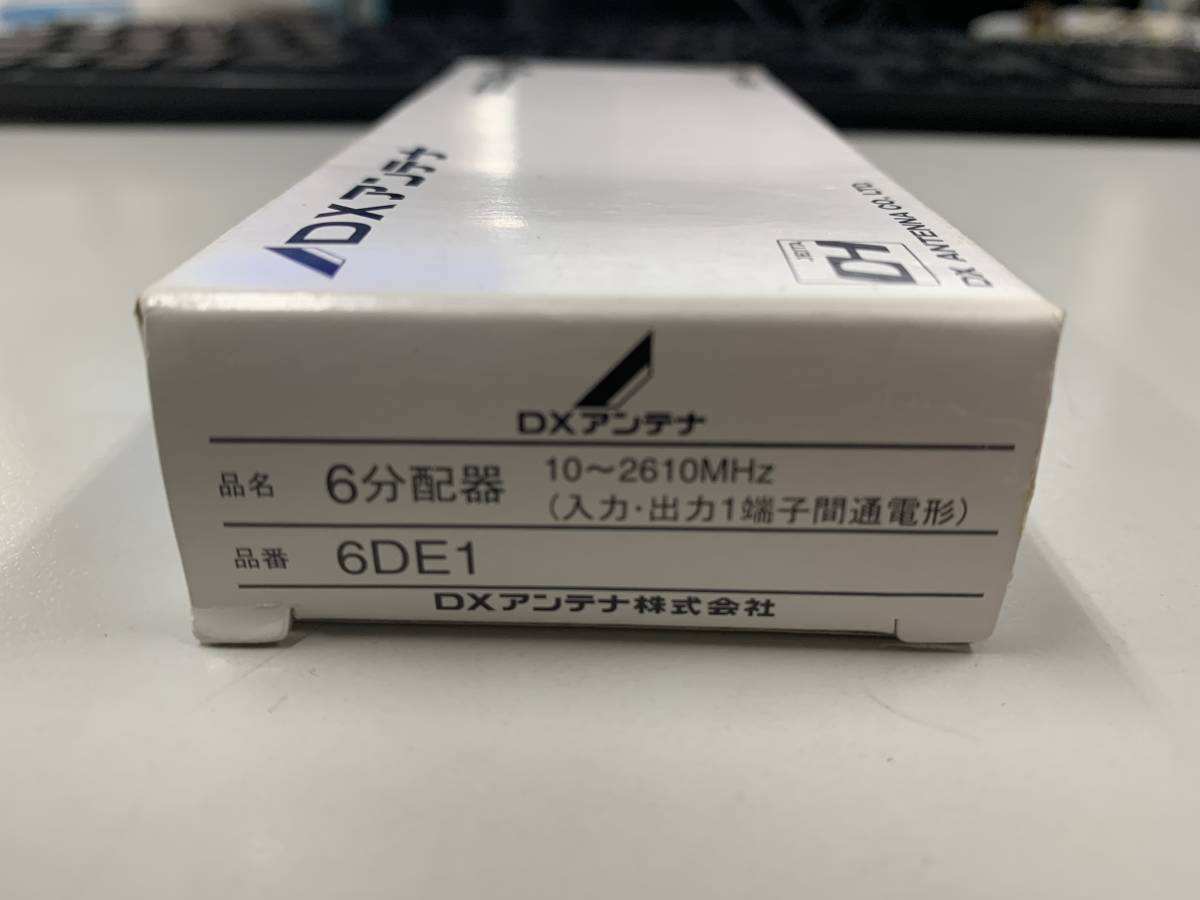 DXアンテナ
DX ANTENNA CO., LTD.
DH
JEITA
DXアンテナ
品名 6分配器 10～2610MHz
(入力・出力1端子間通電形)
品番 6DE1
DXアンテナ株式会社